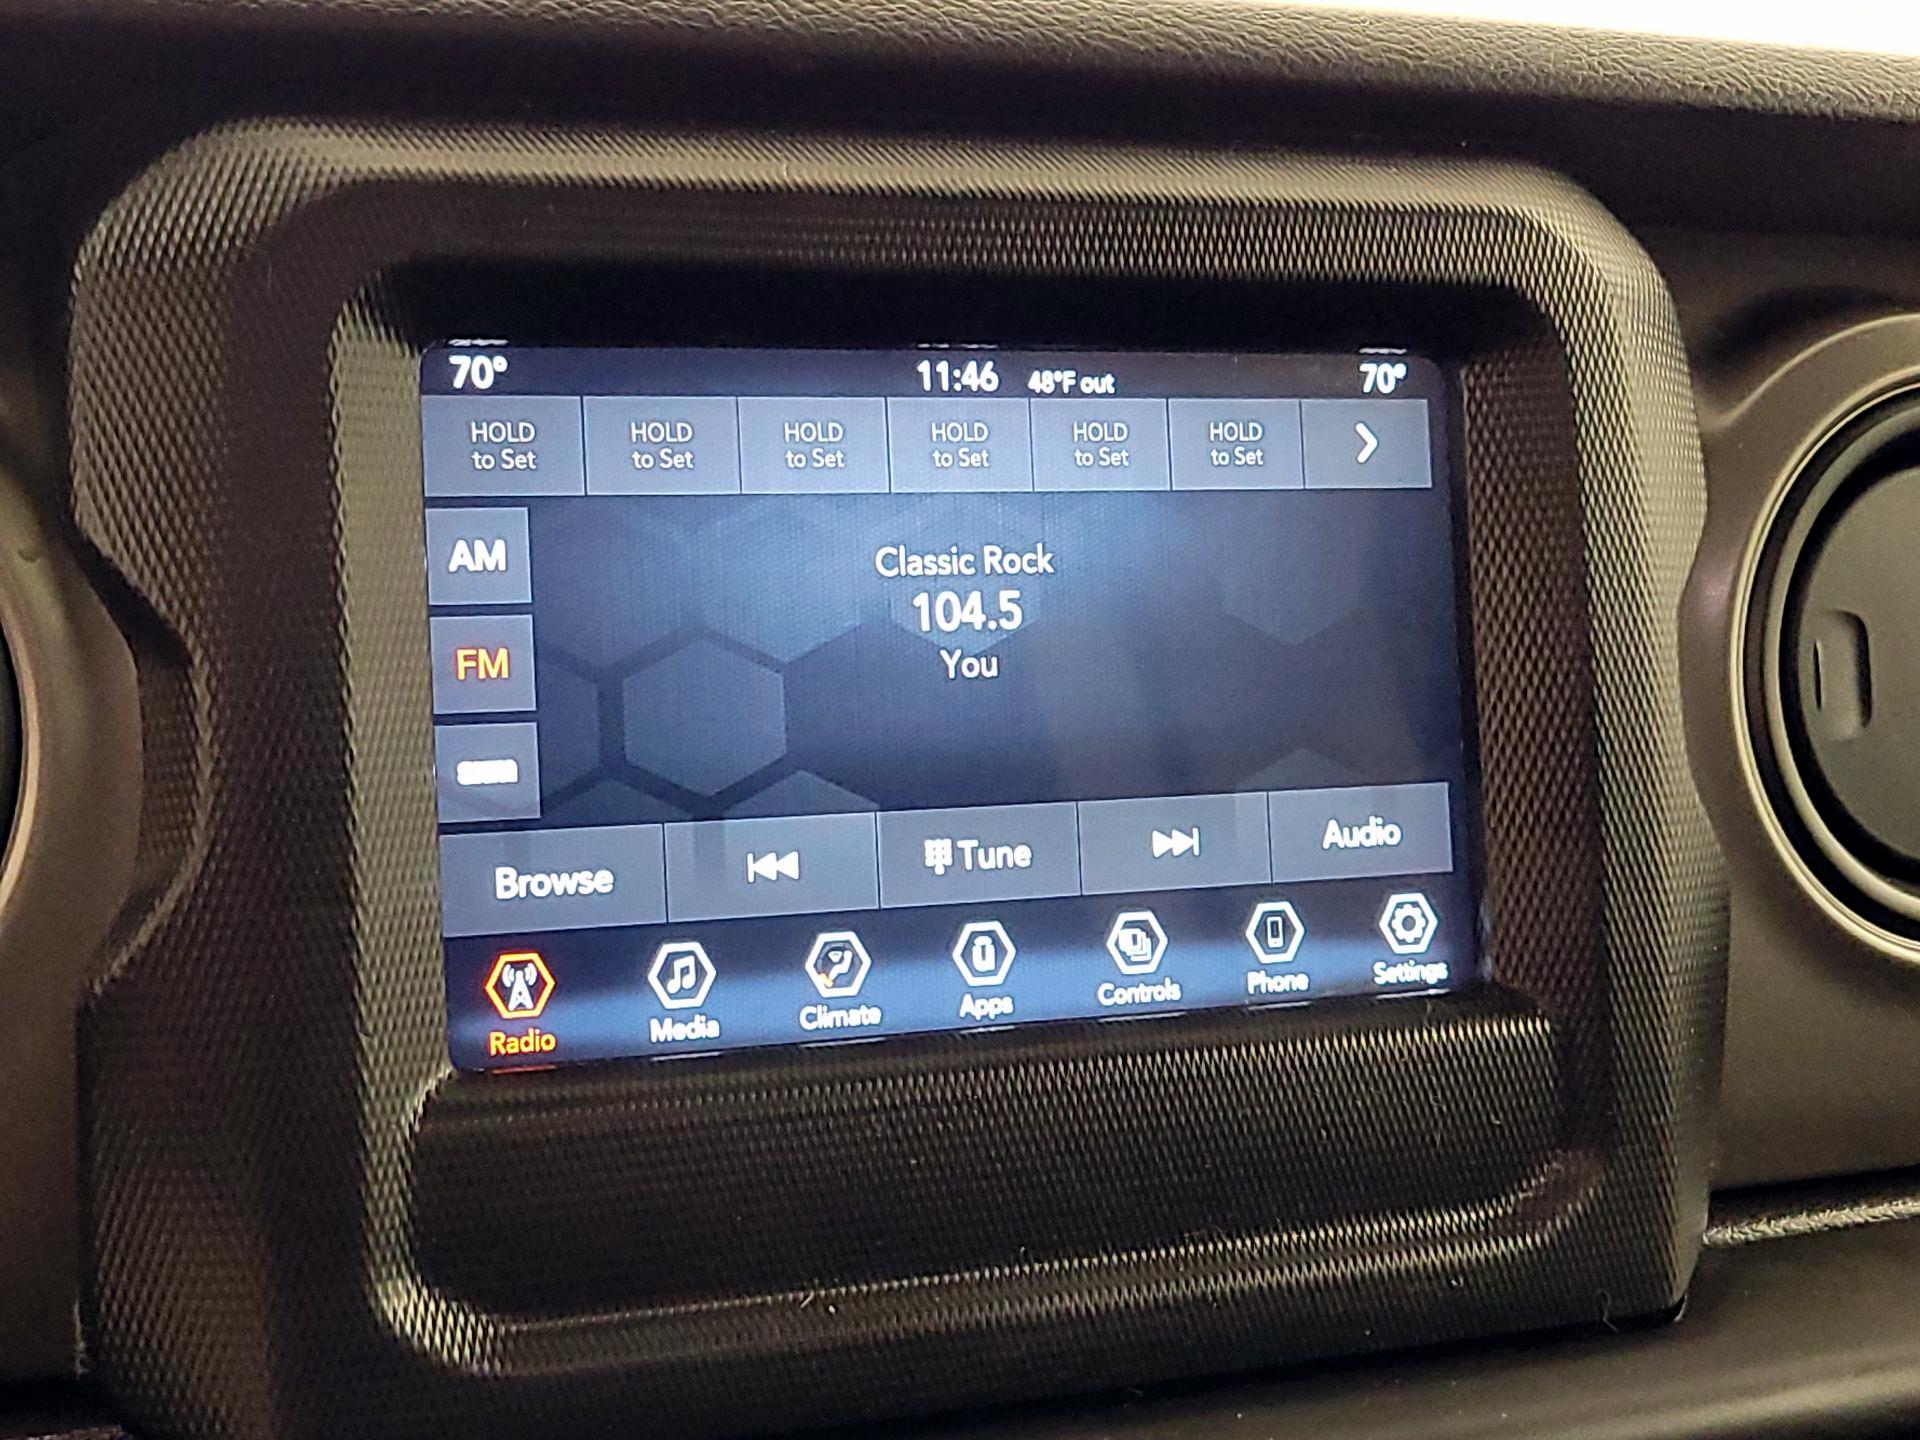 70° 11:46 48°F out 70°
HOLD to Set
HOLD to Set
HOLD to Set
HOLD to Set
HOLD to Set
HOLD to Set
AM
FM
Classic Rock
104.5
You
Browse
Tune
Audio
Radio
Media
Climate
Apps
Controls
Phone
Settings